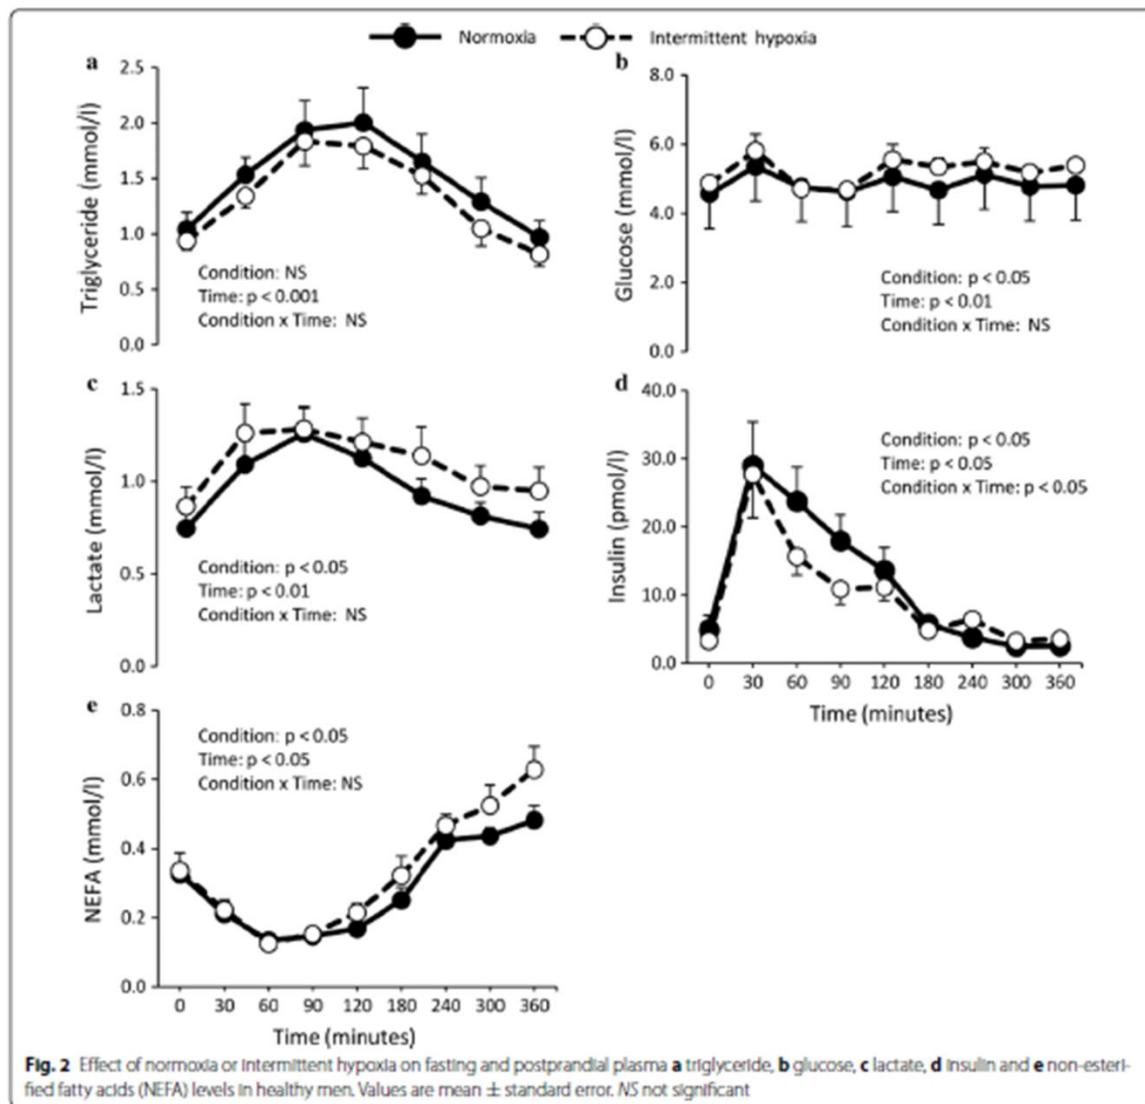 Normoxia Intermittent hypoxia
a
2.5
2.0
1.5
1.0
0.5
0.0
Triglyceride (mmol/l)
Condition: NS
Time: p < 0.001
Condition x Time: NS
b
8.0
6.0
4.0
2.0
0.0
Glucose (mmol/l)
Condition: p < 0.05
Time: p < 0.01
Condition x Time: NS
c
1.5
1.0
0.5
0.0
Lactate (mmol/l)
Condition: p < 0.05
Time: p < 0.01
Condition x Time: NS
d
40.0
30.0
20.0
10.0
0.0
Insulin (pmol/l)
Condition: p < 0.05
Time: p < 0.05
Condition x Time: p < 0.05
0 30 60 90 120 180 240 300 360
Time (minutes)
e
0.8
0.6
0.4
0.2
0.0
NEFA (mmol/l)
Condition: p < 0.05
Time: p < 0.05
Condition x Time: NS
0 30 60 90 120 180 240 300 360
Time (minutes)
Fig. 2 Effect of normoxia or intermittent hypoxia on fasting and postprandial plasma a triglyceride, b glucose, c lactate, d insulin and e non-esteri-
fied fatty acids (NEFA) levels in healthy men. Values are mean ± standard error. NS not significant